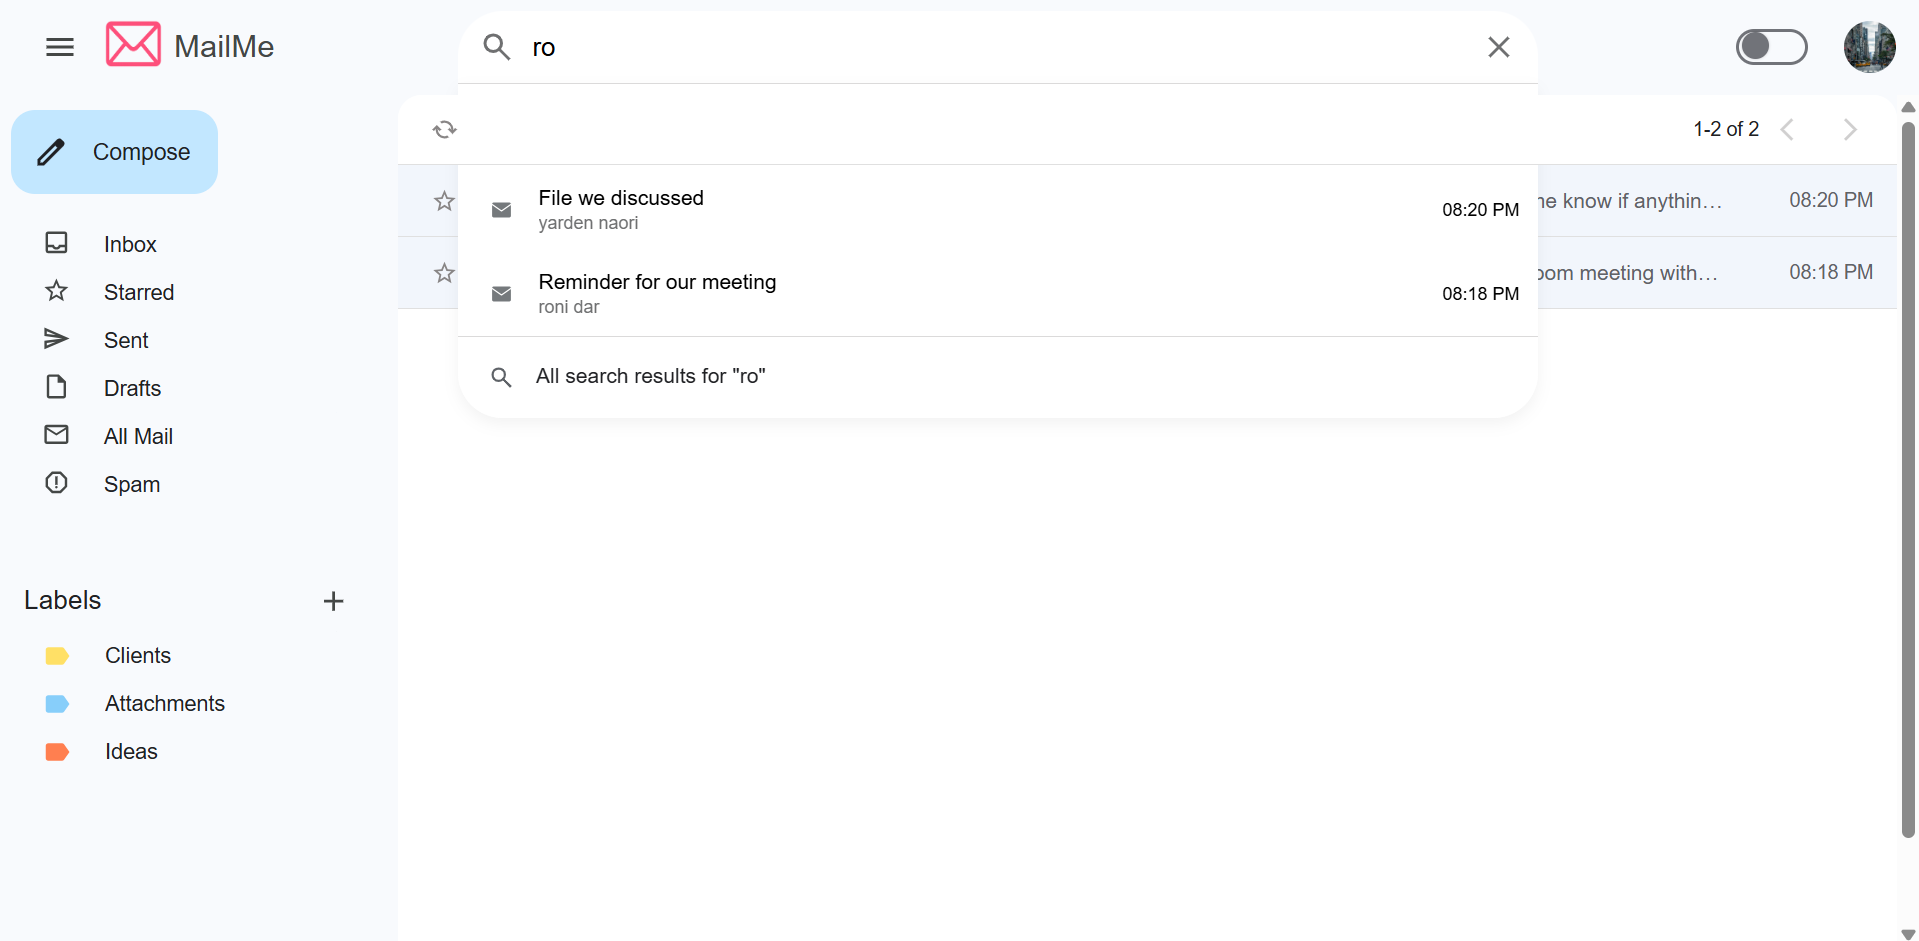 MailMe
ro
Compose
1-2 of 2
Inbox
Starred
Sent
Drafts
All Mail
Spam
File we discussed
yarden naori
08:20 PM
know if anythin…
08:20 PM
Reminder for our meeting
roni dar
08:18 PM
meeting with…
08:18 PM
All search results for "ro"
Labels
Clients
Attachments
Ideas